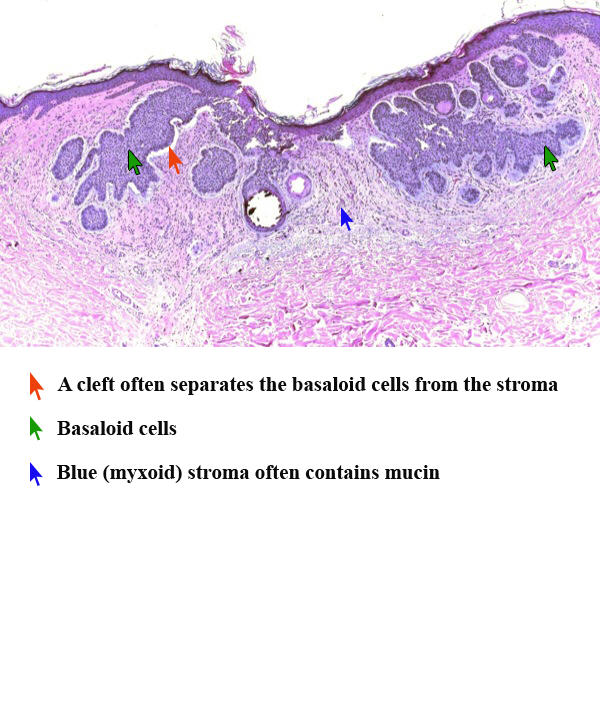 A cleft often separates the basaloid cells from the stroma
Basaloid cells
Blue (myxoid) stroma often contains mucin